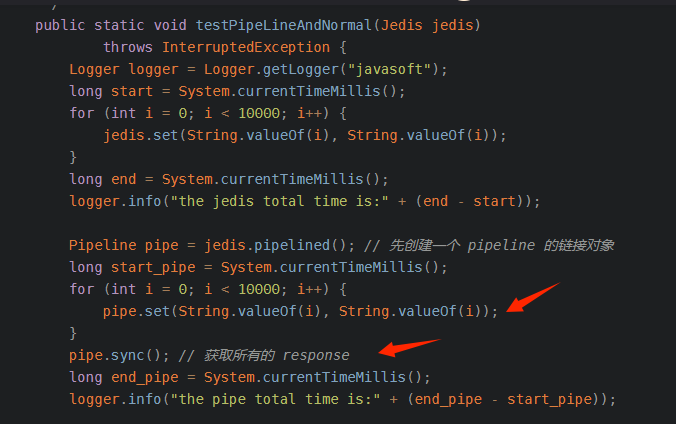 public static void testPipeLineAndNormal(Jedis jedis)
        throws InterruptedException {
    Logger logger = Logger.getLogger("javasoft");
    long start = System.currentTimeMillis();
    for (int i = 0; i < 10000; i++) {
        jedis.set(String.valueOf(i), String.valueOf(i));
    }
    long end = System.currentTimeMillis();
    logger.info("the jedis total time is:" + (end - start));

    Pipeline pipe = jedis.pipelined(); // 先创建一个 pipeline 的链接对象
    long start_pipe = System.currentTimeMillis();
    for (int i = 0; i < 10000; i++) {
        pipe.set(String.valueOf(i), String.valueOf(i));
    }
    pipe.sync(); // 获取所有的 response
    long end_pipe = System.currentTimeMillis();
    logger.info("the pipe total time is:" + (end_pipe - start_pipe));